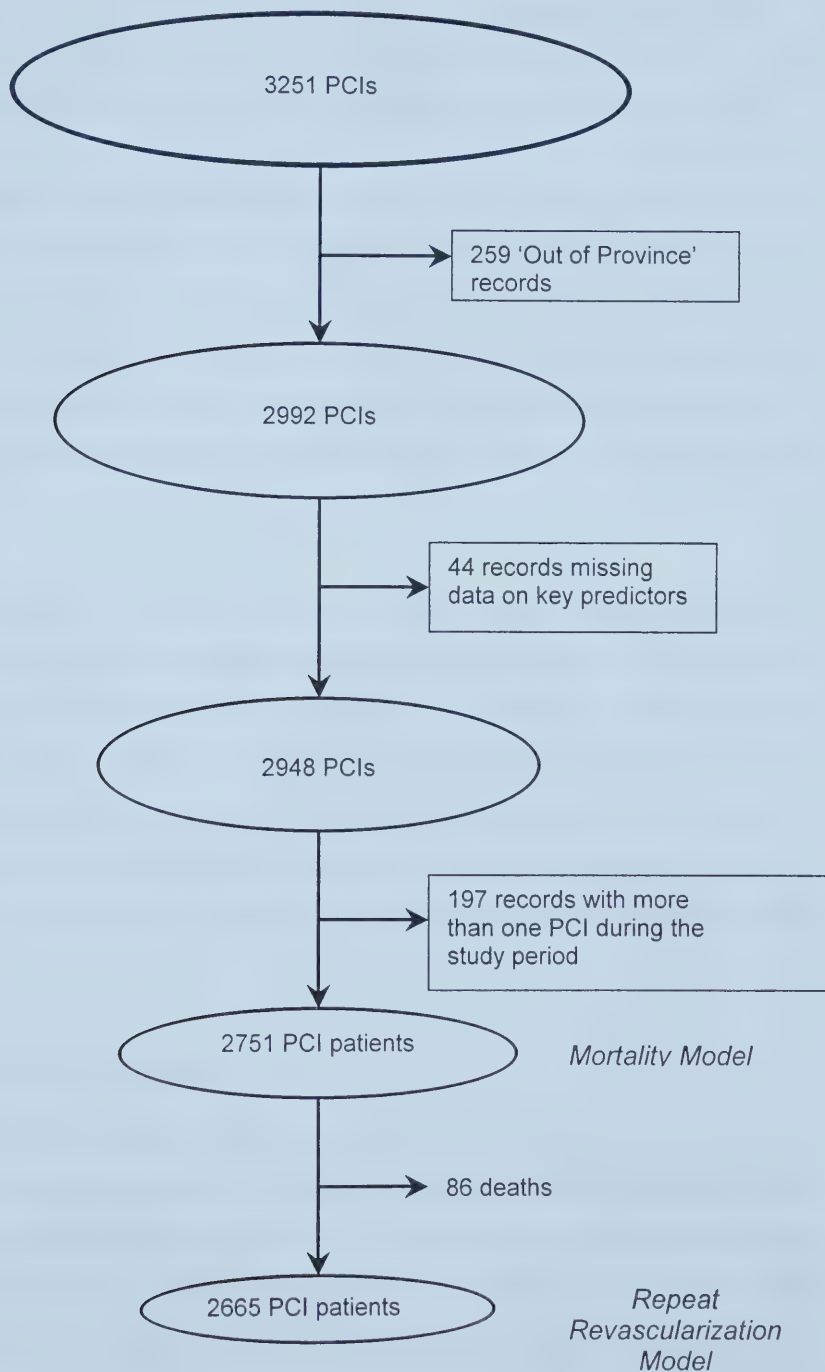 3251 PCIs
259 'Out of Province'
records
2992 PCIs
44 records missing
data on key predictors
2948 PCIs
197 records with more
than one PCI during the
study period
2751 PCI patients
Mortality Model
86 deaths
2665 PCI patients
Repeat
Revascularization
Model